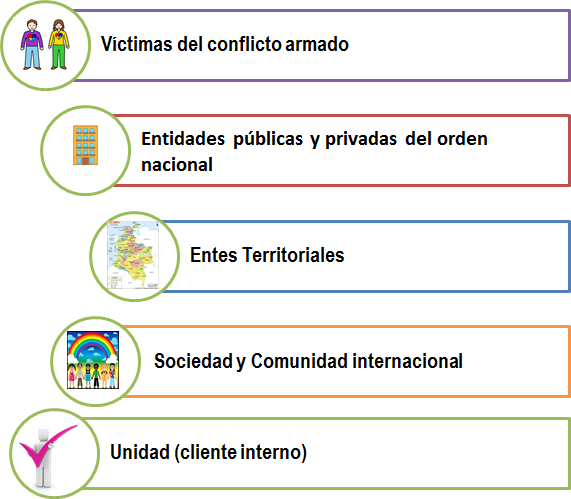 Víctimas del conflicto armado
Entidades públicas y privadas del orden
nacional
Entes Territoriales
Sociedad y Comunidad internacional
Unidad (cliente interno)